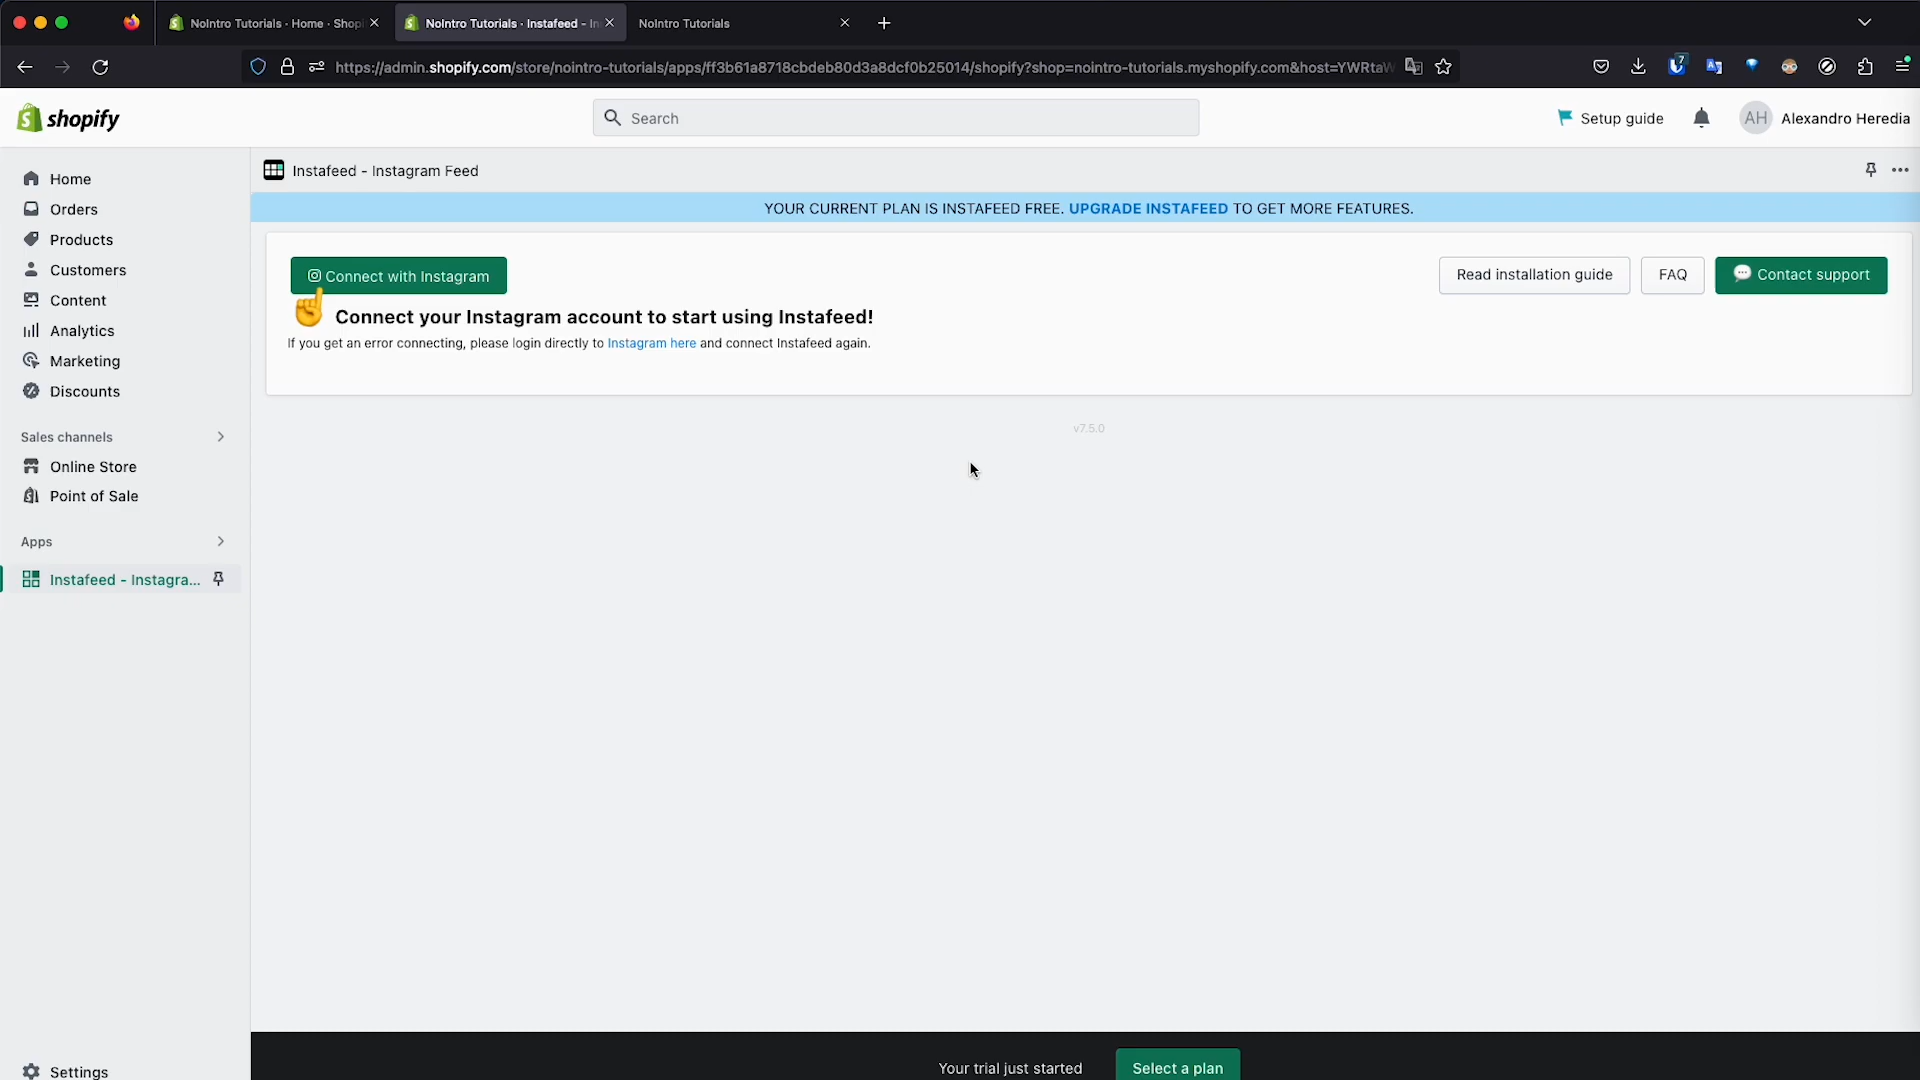 NoIntro Tutorials · Home · Shopi
NoIntro Tutorials · Instafeed - In
NoIntro Tutorials
https://admin.shopify.com/store/nointro-tutorials/apps/ff3b61a8718cbdeb80d3a8dcf0b25014/shopify?shop=nointro-tutorials.myshopify.com&host=YWRtaW
7
shopify
Search
Setup guide
AH
Alexandro Heredia
Home
Orders
Products
Customers
Content
Analytics
Marketing
Discounts
Sales channels
Online Store
Point of Sale
Apps
Instafeed - Instagra...
Settings
Instafeed - Instagram Feed
YOUR CURRENT PLAN IS INSTAFEED FREE. UPGRADE INSTAFEED TO GET MORE FEATURES.
Connect with Instagram
Read installation guide
FAQ
Contact support
Connect your Instagram account to start using Instafeed!
If you get an error connecting, please login directly to Instagram here and connect Instafeed again.
v7.5.0
Your trial just started
Select a plan